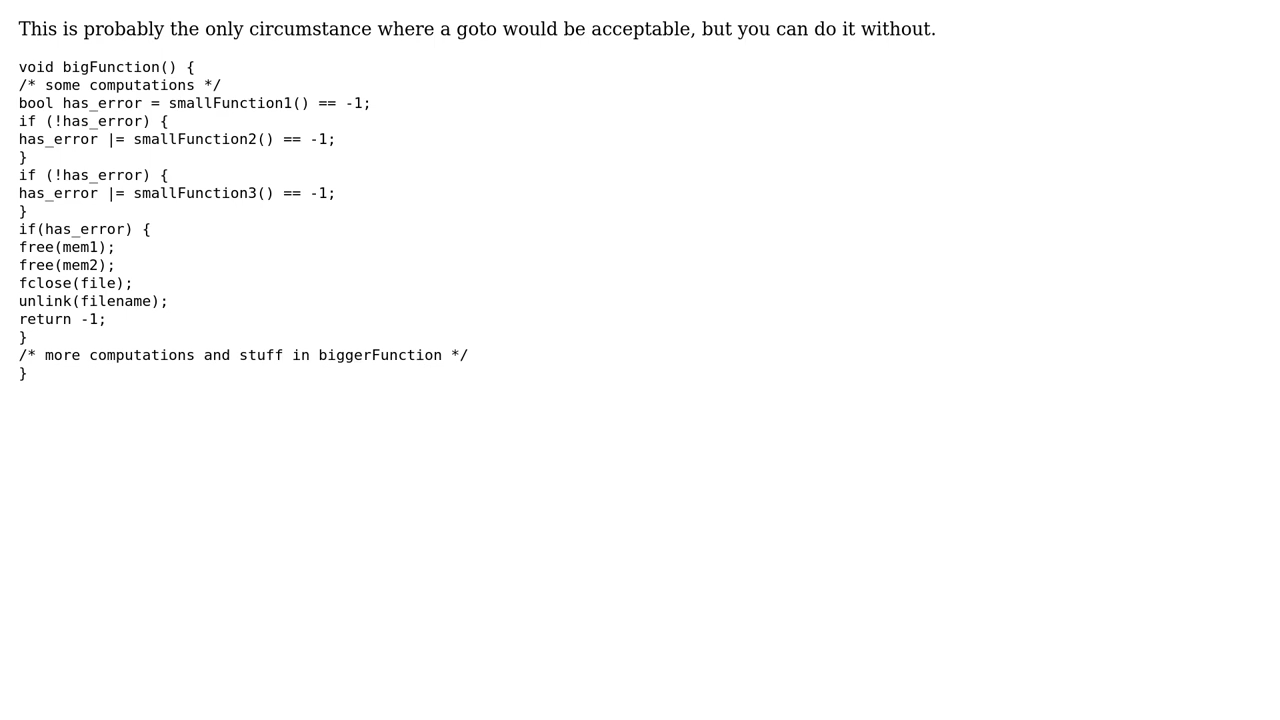 This is probably the only circumstance where a goto would be acceptable, but you can do it without.
void bigFunction() {
/* some computations */
bool has_error = smallFunction1() == -1;
if (!has_error) {
has_error |= smallFunction2() == -1;
}
if (!has_error) {
has_error |= smallFunction3() == -1;
}
if(has_error) {
free(mem1);
free(mem2);
fclose(file);
unlink(filename);
return -1;
}
/* more computations and stuff in biggerFunction */
}